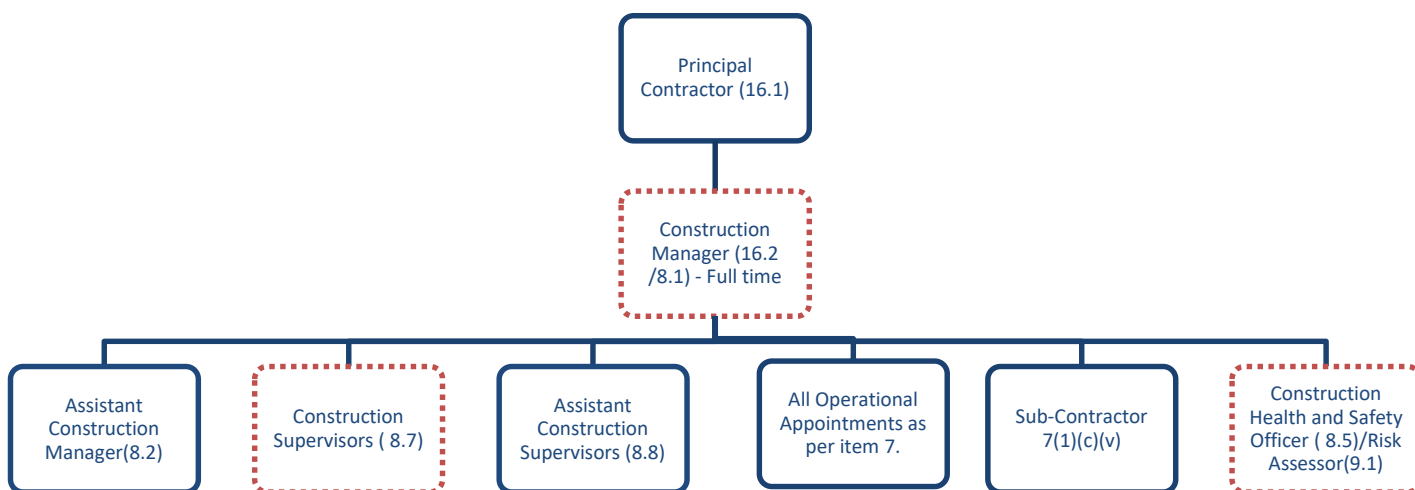 Principal
Contractor (16.1)
Construction
Manager (16.2
/8.1) - Full time
Assistant
Construction
Manager(8.2)
Construction
Supervisors ( 8.7)
Assistant
Construction
Supervisors (8.8)
All Operational
Appointments as
per item 7.
Sub-Contractor
7(1)(c)(v)
Construction
Health and Safety
Officer ( 8.5)/Risk
Assessor(9.1)